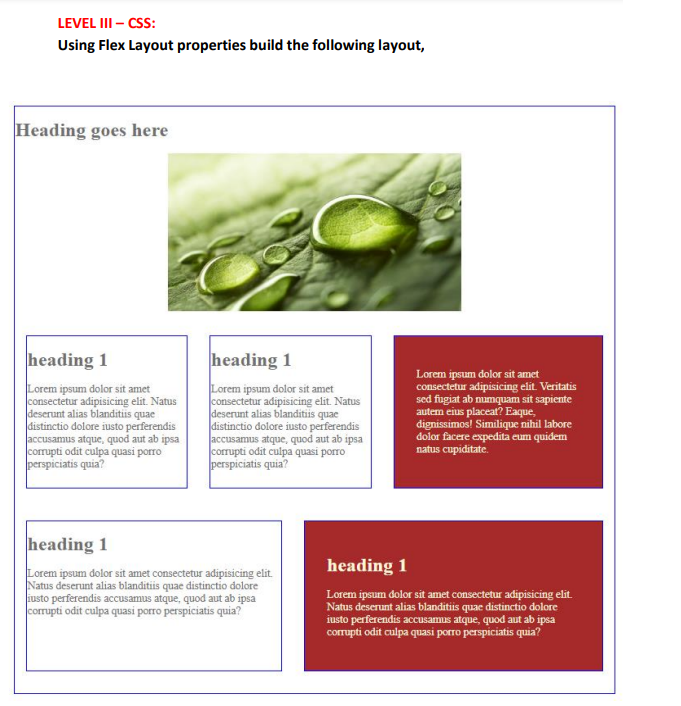 LEVEL III – CSS:
Using Flex Layout properties build the following layout,
Heading goes here
heading 1
Lorem ipsum dolor sit amet
consectetur adipisicing elit. Natus
deserunt alias blanditiis quae
distinctio dolore iusto perferendis
accusamus atque, quod aut ab ipsa
corrupti odit culpa quasi porro
perspiciatis quia?
heading 1
Lorem ipsum dolor sit amet
consectetur adipisicing elit. Natus
deserunt alias blanditiis quae
distinctio dolore iusto perferendis
accusamus atque, quod aut ab ipsa
corrupti odit culpa quasi porro
perspiciatis quia?
Lorem ipsum dolor sit amet
consectetur adipisicing elit. Veritatis
sed fugiat ab numquam sit sapiente
autem eius placeat? Eaque,
dignissimos! Similique nihil labore
dolor facere expedita eum quidem
natus cupiditate.
heading 1
Lorem ipsum dolor sit amet consectetur adipisicing elit.
Natus deserunt alias blanditiis quae distinctio dolore
iusto perferendis accusamus atque, quod aut ab ipsa
corrupti odit culpa quasi porro perspiciatis quia?
heading 1
Lorem ipsum dolor sit amet consectetur adipisicing elit.
Natus deserunt alias blanditiis quae distinctio dolore
iusto perferendis accusamus atque, quod aut ab ipsa
corrupti odit culpa quasi porro perspiciatis quia?